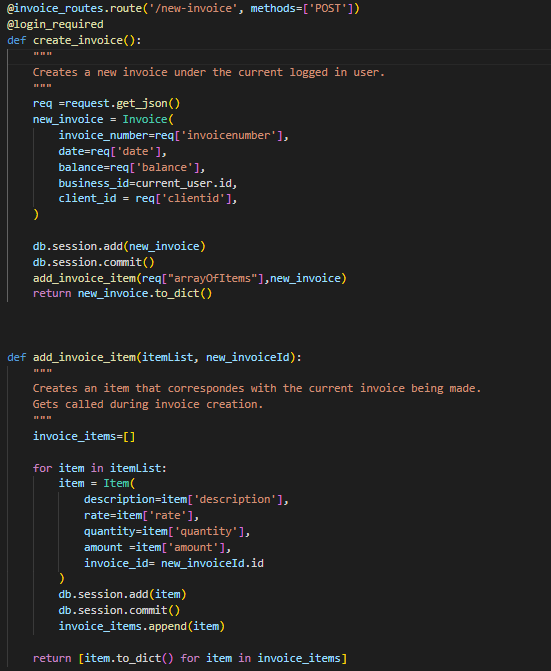 @invoice_routes.route('/new-invoice', methods=['POST'])
@login_required
def create_invoice():
    """
    Creates a new invoice under the current logged in user.
    """
    req =request.get_json()
    new_invoice = Invoice(
        invoice_number=req['invoicenumber'],
        date=req['date'],
        balance=req['balance'],
        business_id=current_user.id,
        client_id = req['clientid'],
    )
    db.session.add(new_invoice)
    db.session.commit()
    add_invoice_item(req["arrayOfItems"],new_invoice)
    return new_invoice.to_dict()
def add_invoice_item(itemList, new_invoiceId):
    """
    Creates an item that correspondes with the current invoice being made.
    Gets called during invoice creation.
    """
    invoice_items=[]
    for item in itemList:
        item = Item(
            description=item['description'],
            rate=item['rate'],
            quantity=item['quantity'],
            amount =item['amount'],
            invoice_id= new_invoiceId.id
        )
        db.session.add(item)
        db.session.commit()
        invoice_items.append(item)
    return [item.to_dict() for item in invoice_items]